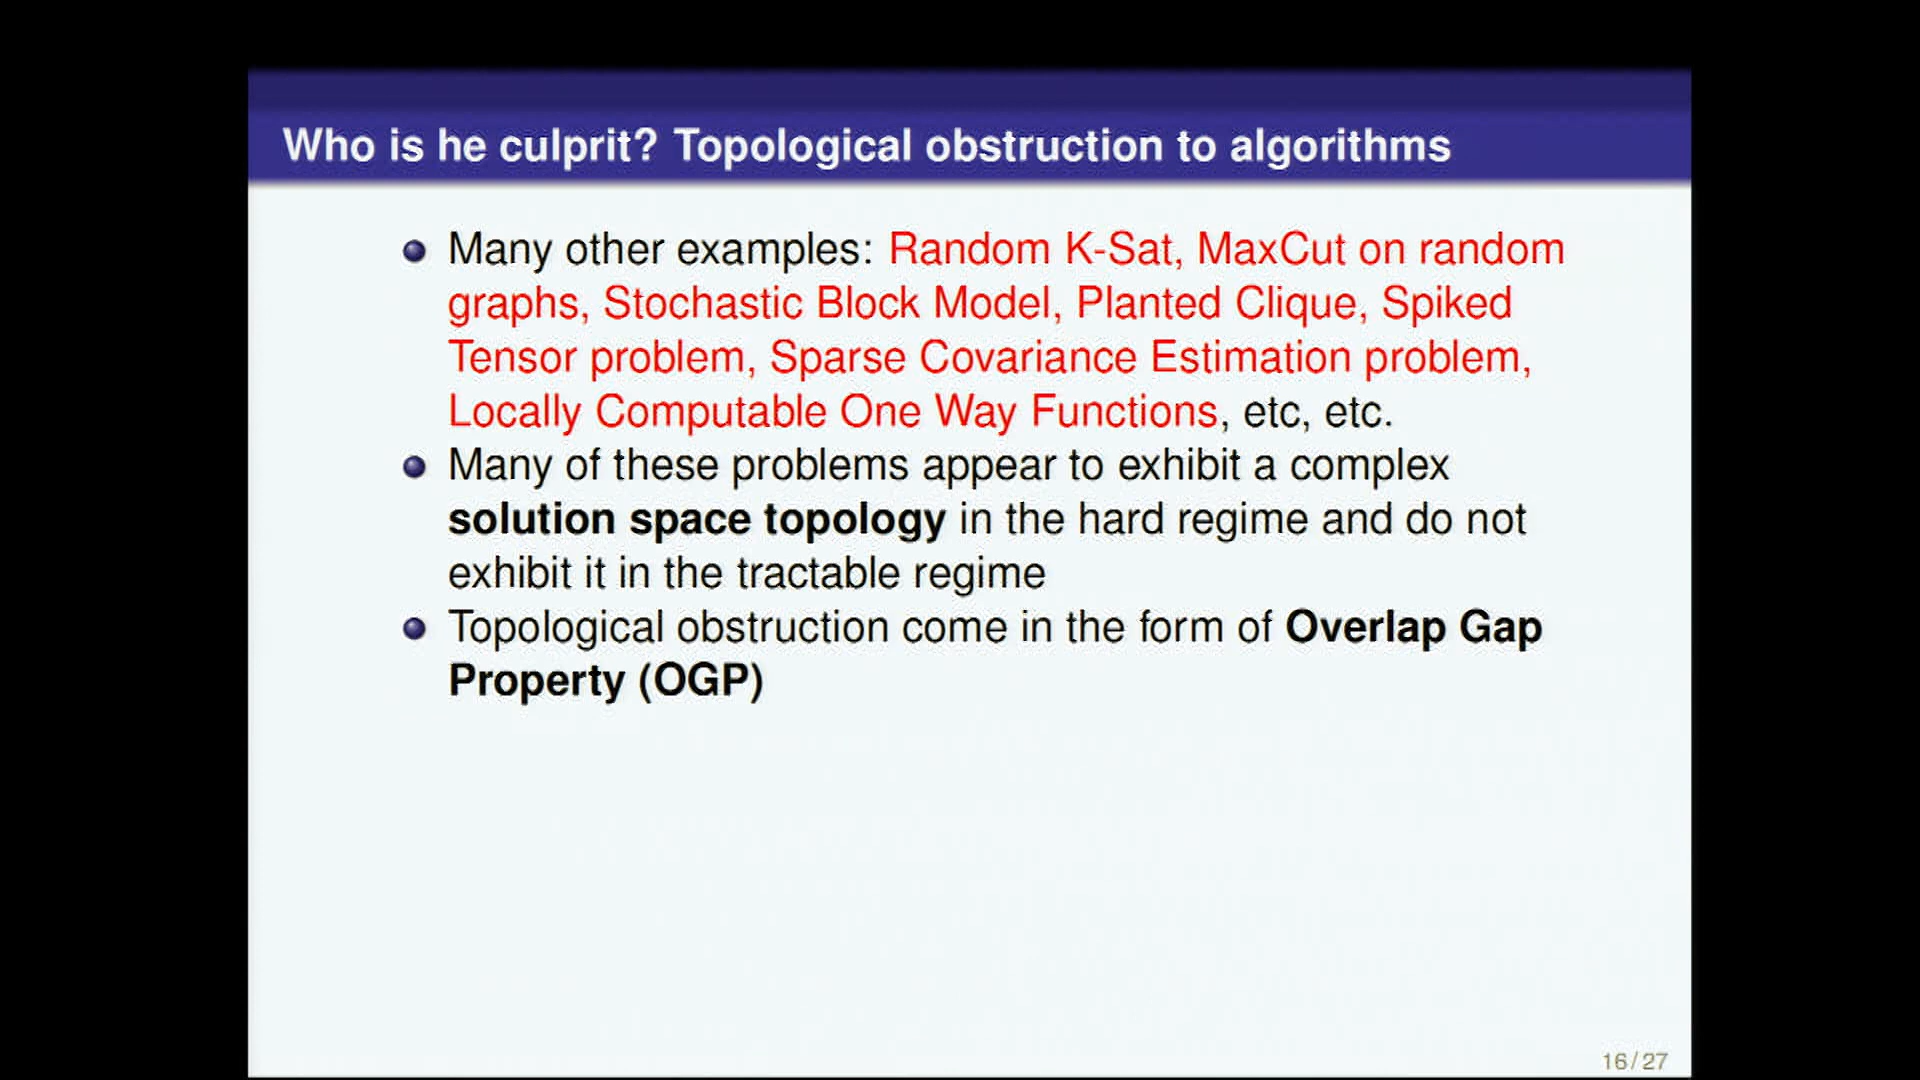 Who is he culprit? Topological obstruction to algorithms
Many other examples: Random K-Sat, MaxCut on random
graphs, Stochastic Block Model, Planted Clique, Spiked
Tensor problem, Sparse Covariance Estimation problem,
Locally Computable One Way Functions, etc, etc.
Many of these problems appear to exhibit a complex
solution space topology in the hard regime and do not
exhibit it in the tractable regime
Topological obstruction come in the form of Overlap Gap
Property (OGP)
16 / 27